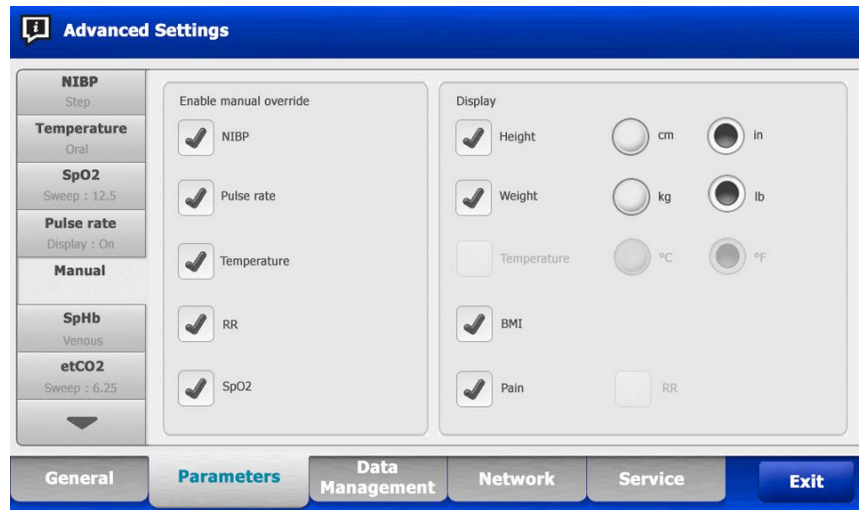 Advanced Settings
NIBP
Step
Temperature
Oral
SpO2
Sweep : 12.5
Pulse rate
Display : On
Manual
SpHb
Venous
etCO2
Sweep : 6.25
Enable manual override
NIBP
Pulse rate
Temperature
RR
SpO2
Display
Height cm in
Weight kg lb
Temperature °C °F
BMI
Pain RR
General
Parameters
Data
Management
Network
Service
Exit